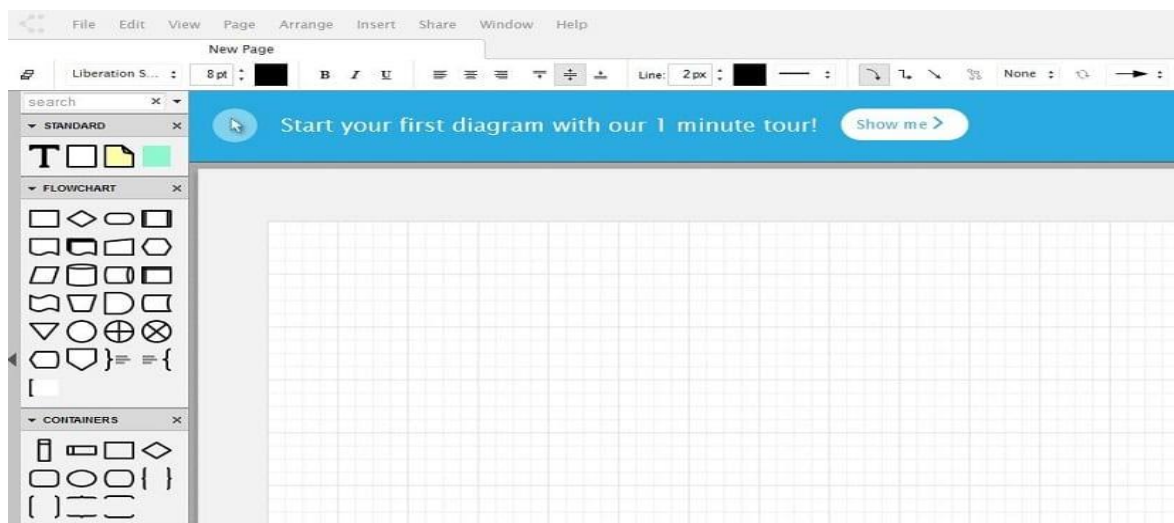 File Edit View Page Arrange Insert Share Window Help
New Page
Liberation S... 8 pt B I U Line: 2 px None
search
STANDARD
T
Start your first diagram with our 1 minute tour! Show me >
FLOWCHART
CONTAINERS